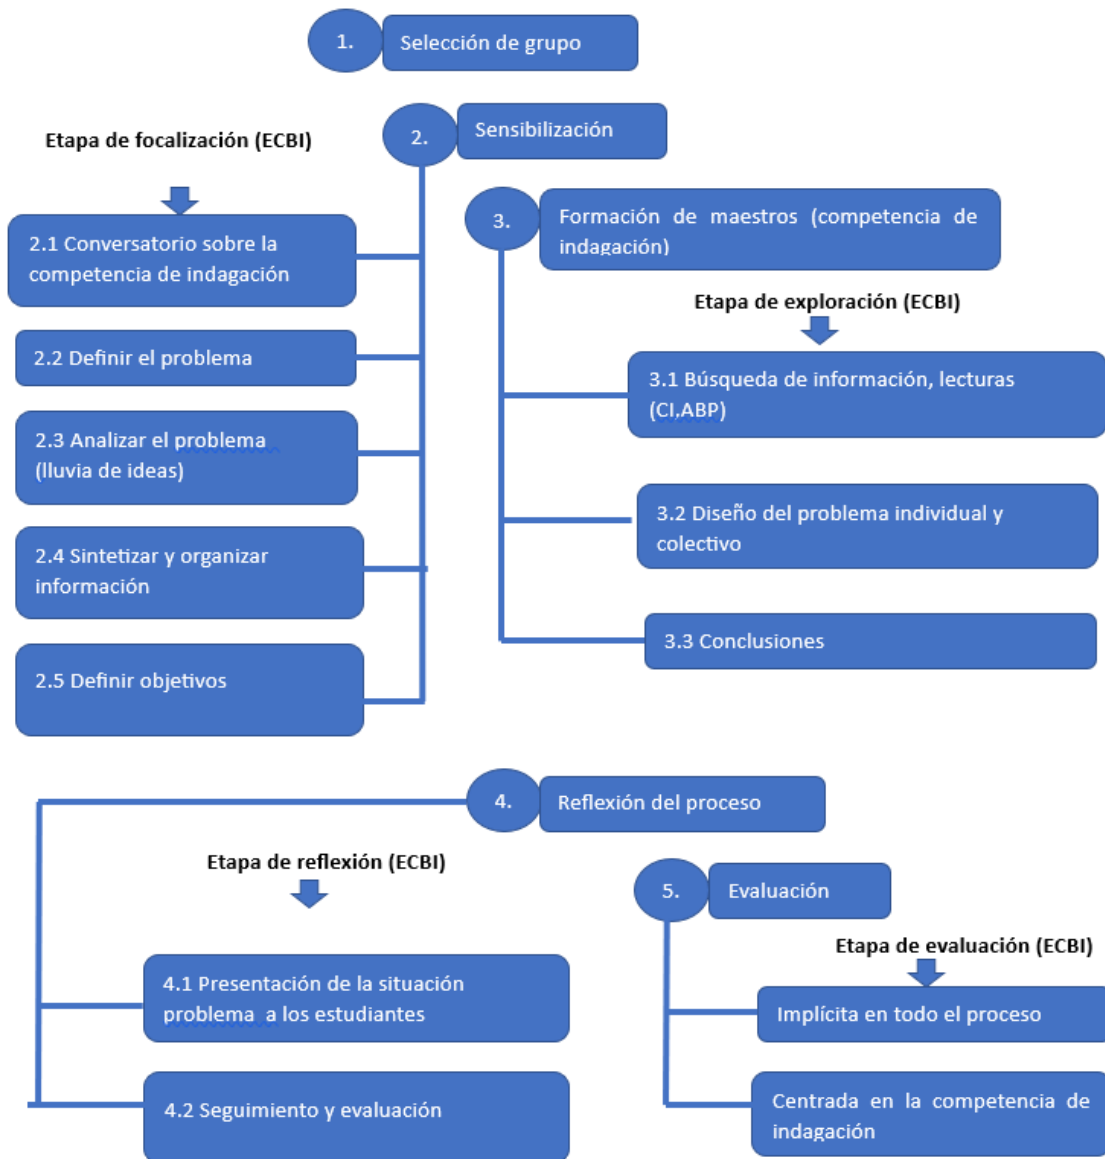 1.
Selección de grupo
2.
Sensibilización
Etapa de focalización (ECBI)
2.1 Conversatorio sobre la
competencia de indagación
2.2 Definir el problema
2.3 Analizar el problema
(lluvia de ideas)
2.4 Sintetizar y organizar
información
2.5 Definir objetivos
3.
Formación de maestros (competencia de
indagación)
Etapa de exploración (ECBI)
3.1 Búsqueda de información, lecturas
(CI,ABP)
3.2 Diseño del problema individual y
colectivo
3.3 Conclusiones
4.
Reflexión del proceso
Etapa de reflexión (ECBI)
4.1 Presentación de la situación
problema a los estudiantes
4.2 Seguimiento y evaluación
5.
Evaluación
Etapa de evaluación (ECBI)
Implícita en todo el proceso
Centrada en la competencia de
indagación